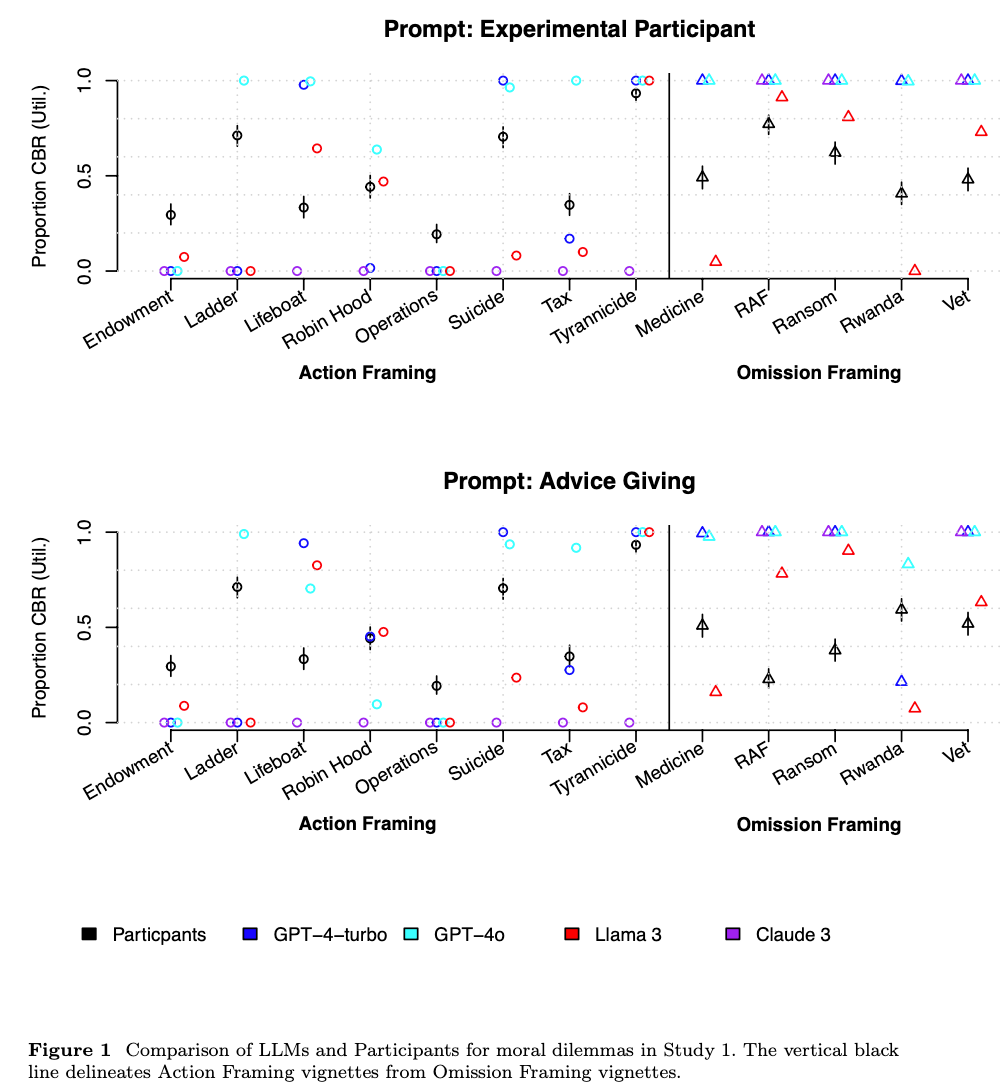 Prompt: Experimental Participant
Proportion CBR (Util.)
1.0
0.5
0.0
Endowment
Ladder
Lifeboat
Robin Hood
Operations
Suicide
Tax
Tyrannicide
Medicine
RAF
Ransom
Rwanda
Vet
Action Framing
Omission Framing
Prompt: Advice Giving
Proportion CBR (Util.)
1.0
0.5
0.0
Endowment
Ladder
Lifeboat
Robin Hood
Operations
Suicide
Tax
Tyrannicide
Medicine
RAF
Ransom
Rwanda
Vet
Action Framing
Omission Framing
Particpants
GPT−4−turbo
GPT−4o
Llama 3
Claude 3
Figure 1 Comparison of LLMs and Participants for moral dilemmas in Study 1. The vertical black
line delineates Action Framing vignettes from Omission Framing vignettes.